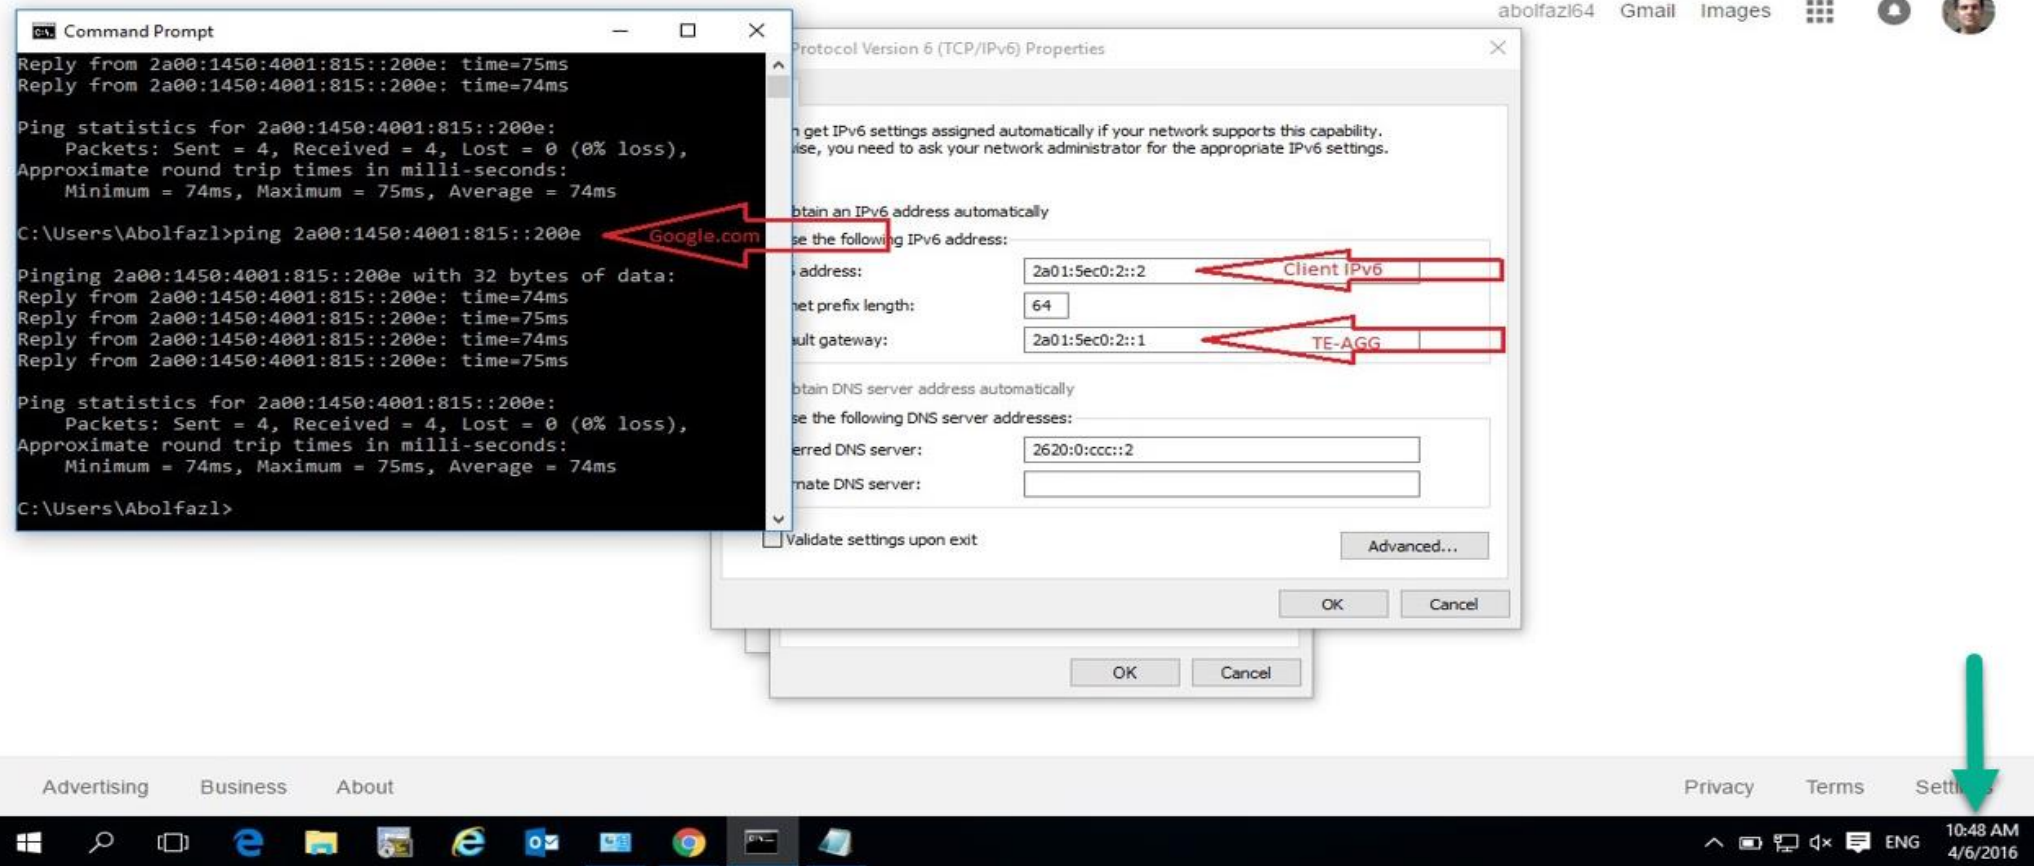 abolfazl64 Gmail Images
Command Prompt
Reply from 2a00:1450:4001:815::200e: time=75ms
Reply from 2a00:1450:4001:815::200e: time=74ms
Ping statistics for 2a00:1450:4001:815::200e:
Packets: Sent = 4, Received = 4, Lost = 0 (0% loss),
Approximate round trip times in milli-seconds:
Minimum = 74ms, Maximum = 75ms, Average = 74ms
C:\Users\Abolfazl>ping 2a00:1450:4001:815::200e
Google.com
Pinging 2a00:1450:4001:815::200e with 32 bytes of data:
Reply from 2a00:1450:4001:815::200e: time=74ms
Reply from 2a00:1450:4001:815::200e: time=75ms
Reply from 2a00:1450:4001:815::200e: time=74ms
Reply from 2a00:1450:4001:815::200e: time=75ms
Ping statistics for 2a00:1450:4001:815::200e:
Packets: Sent = 4, Received = 4, Lost = 0 (0% loss),
Approximate round trip times in milli-seconds:
Minimum = 74ms, Maximum = 75ms, Average = 74ms
C:\Users\Abolfazl>
Protocol Version 6 (TCP/IPv6) Properties
get IPv6 settings assigned automatically if your network supports this capability.
you need to ask your network administrator for the appropriate IPv6 settings.
an IPv6 address automatically
the following IPv6 address:
address: 2a01:5ec0:2::2 Client IPv6
prefix length: 64
gateway: 2a01:5ec0:2::1 TE-AGG
DNS server address automatically
the following DNS server addresses:
DNS server: 2620:0:ccc::2
DNS server:
Validate settings upon exit
Advanced...
OK Cancel
OK Cancel
Advertising Business About
Privacy Terms
ENG
10:48 AM
4/6/2016